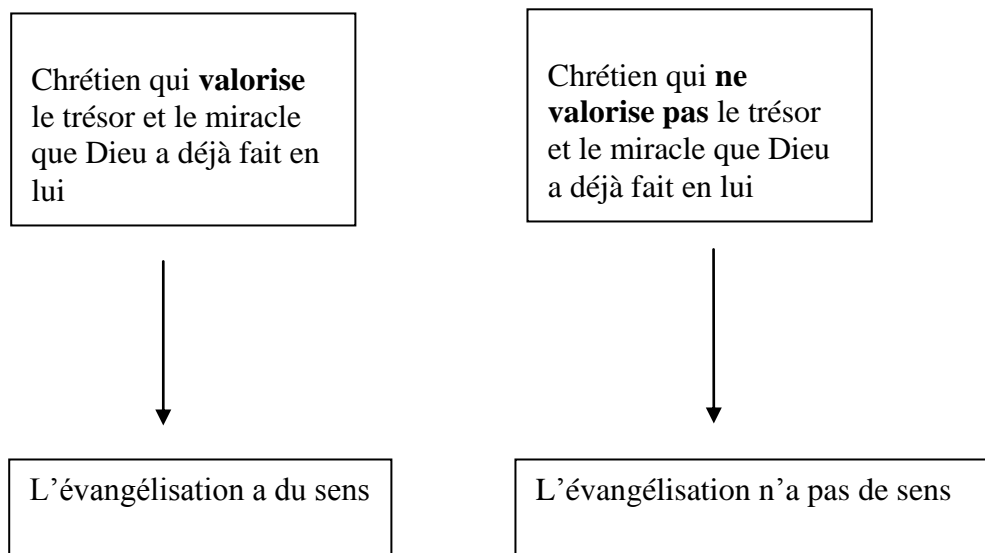 Chrétien qui valorise
le trésor et le miracle
que Dieu a déjà fait en
lui
Chrétien qui ne
valorise pas le trésor
et le miracle que Dieu
a déjà fait en lui
L’évangélisation a du sens
L’évangélisation n’a pas de sens